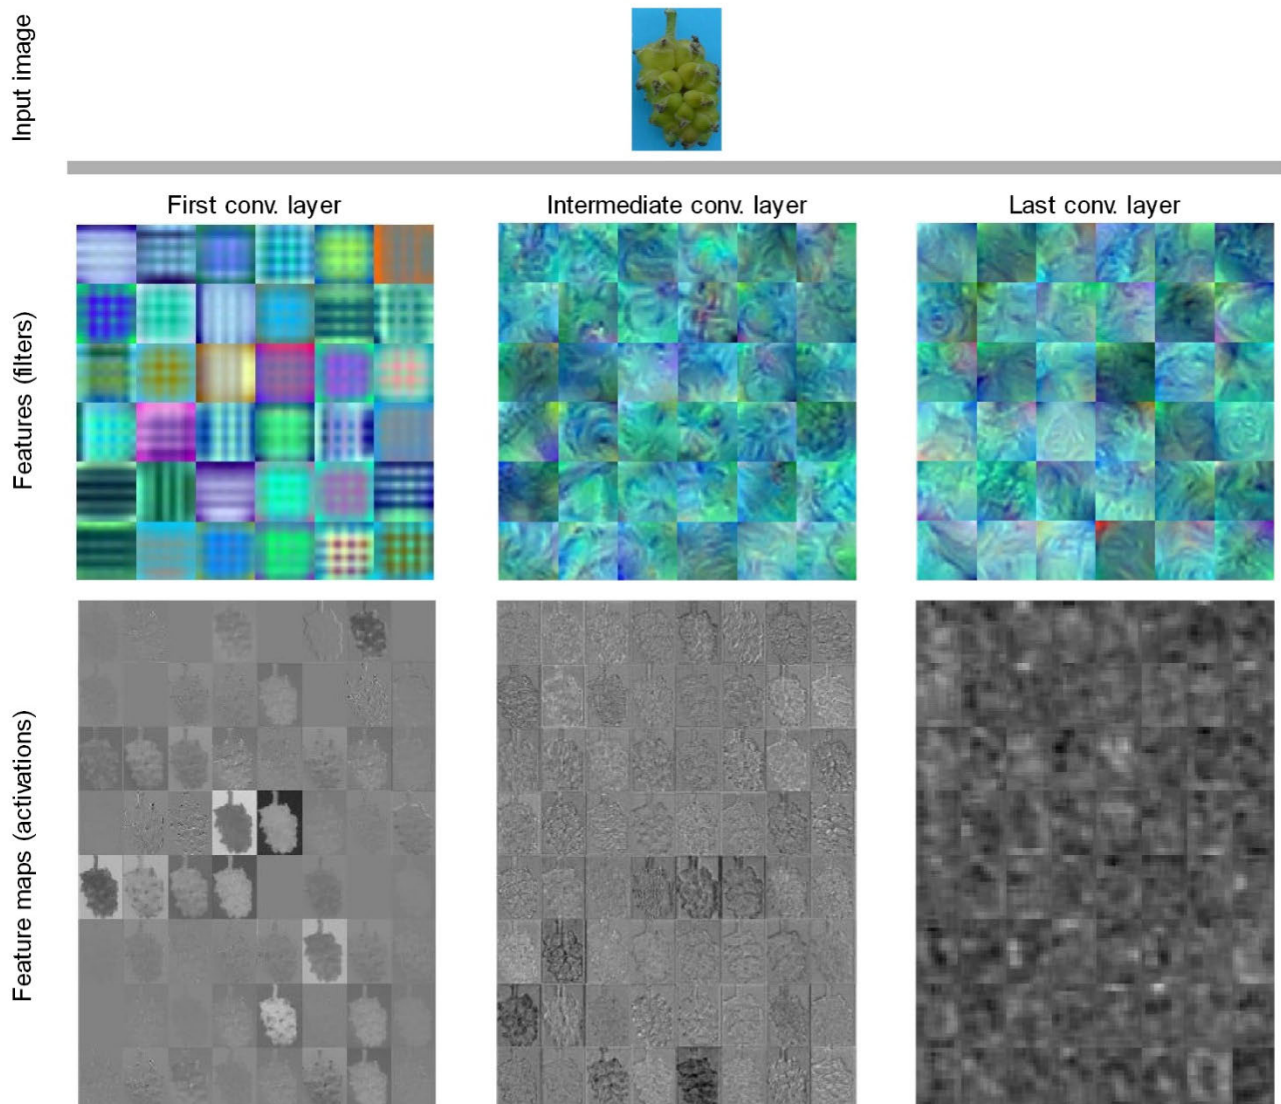 Input image
First conv. layer
Intermediate conv. layer
Last conv. layer
Features (filters)
Feature maps (activations)